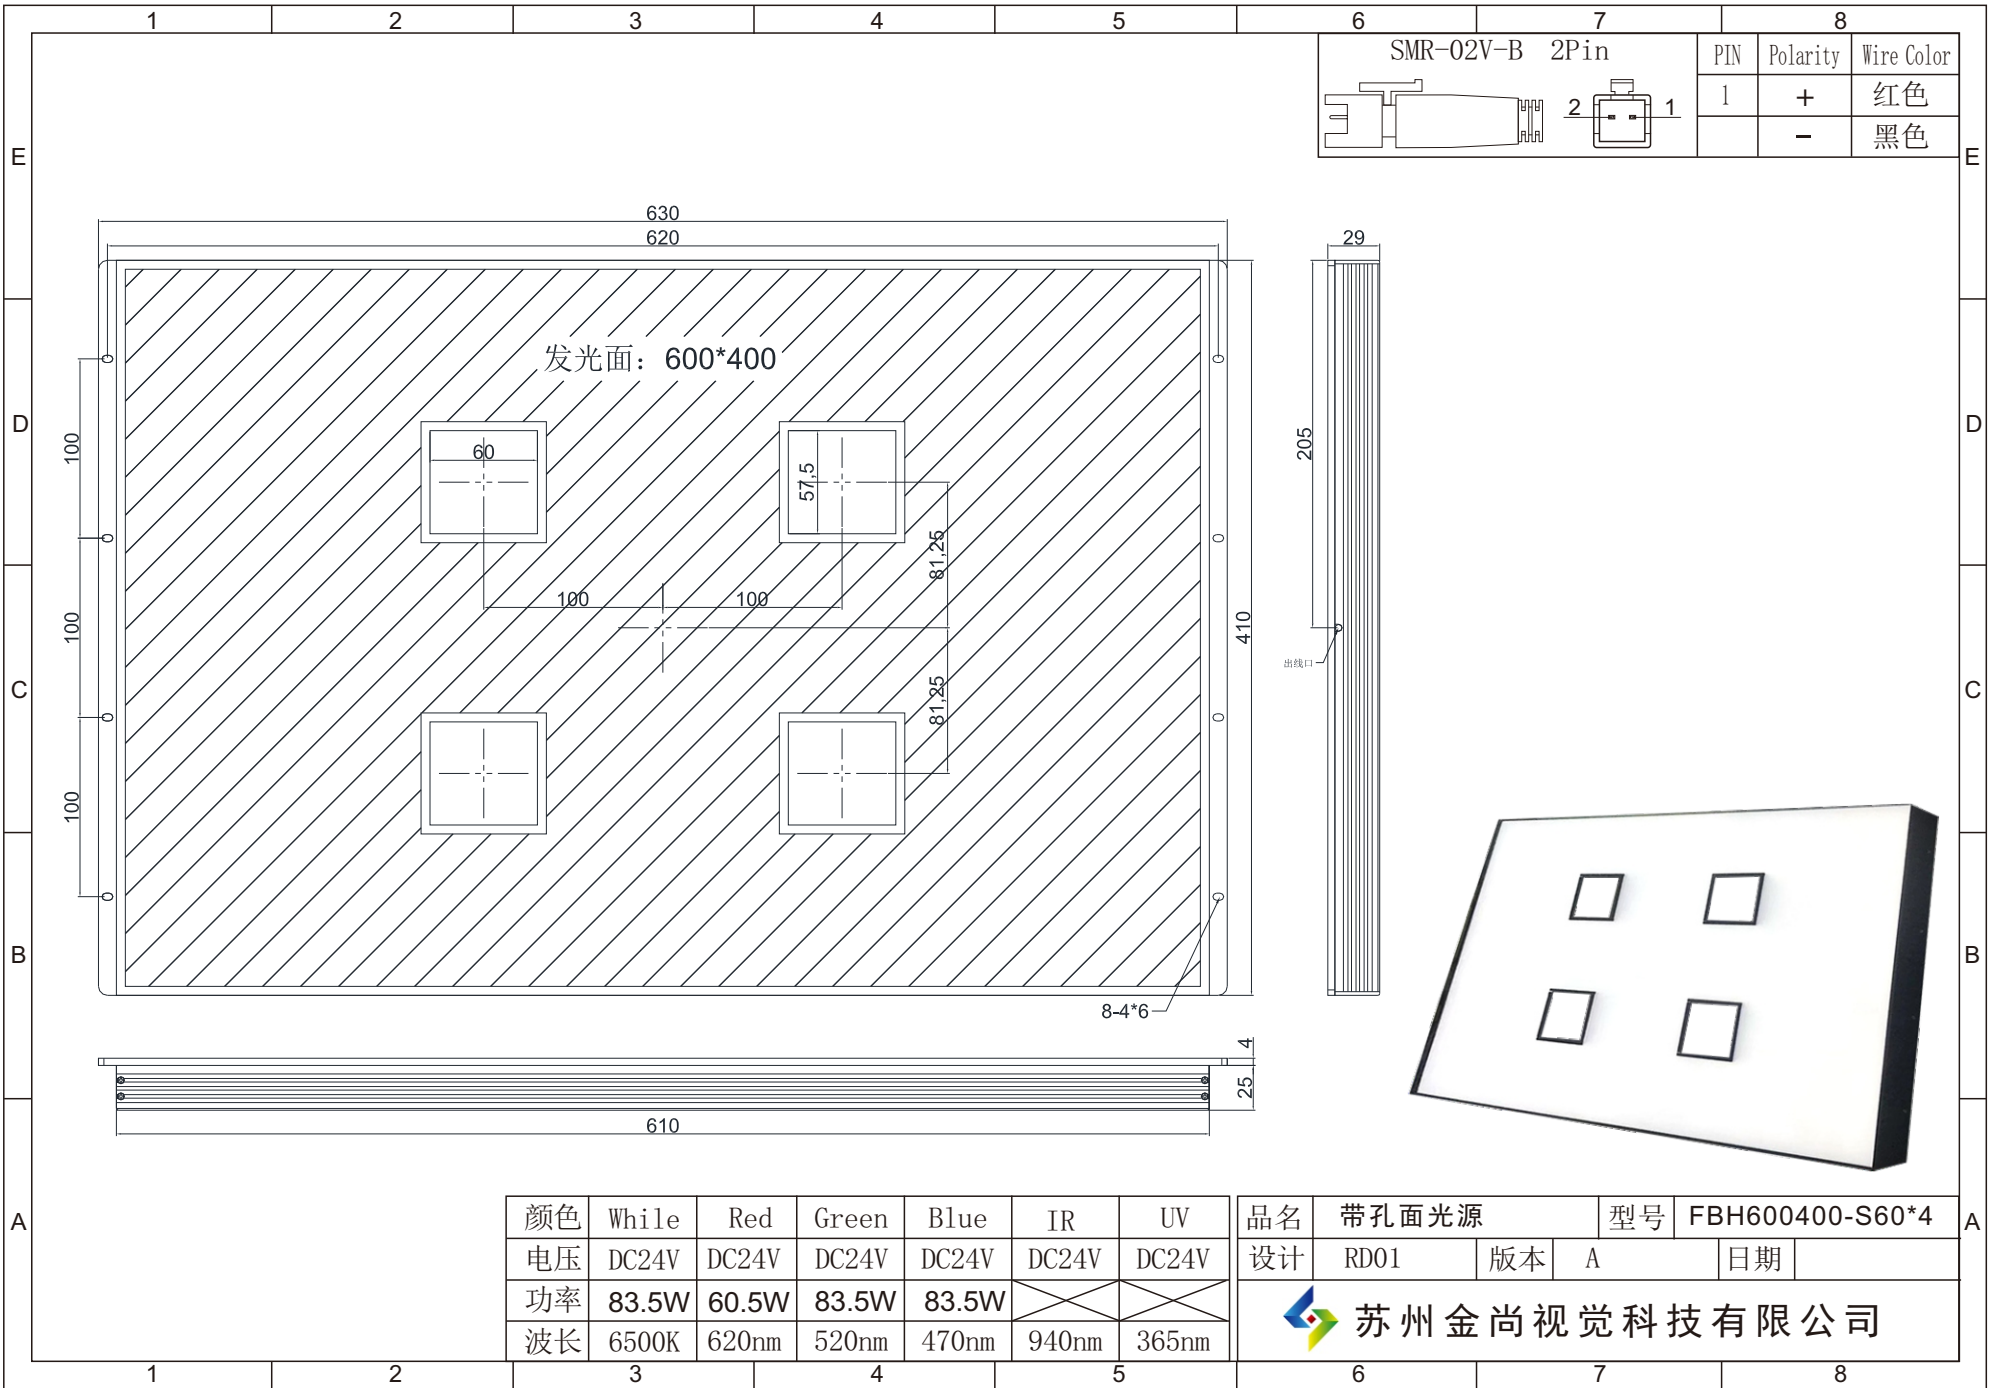 1 2 3 4 5 6 7 8
SMR-02V-B 2Pin
PIN Polarity Wire Color
1 + 红色
- 黑色
2 1
E E
630
620
29
发光面：600*400
D D
100
60
57,5
205
81,25
100 100
100
410
出线口
C C
81,25
100
B B
8-4*6
4
25
610
A A
颜色 While Red Green Blue IR UV
电压 DC24V DC24V DC24V DC24V DC24V DC24V
功率 83.5W 60.5W 83.5W 83.5W
波长 6500K 620nm 520nm 470nm 940nm 365nm
品名 带孔面光源 型号 FBH600400-S60*4
设计 RD01 版本 A 日期
苏州金尚视觉科技有限公司
1 2 3 4 5 6 7 8